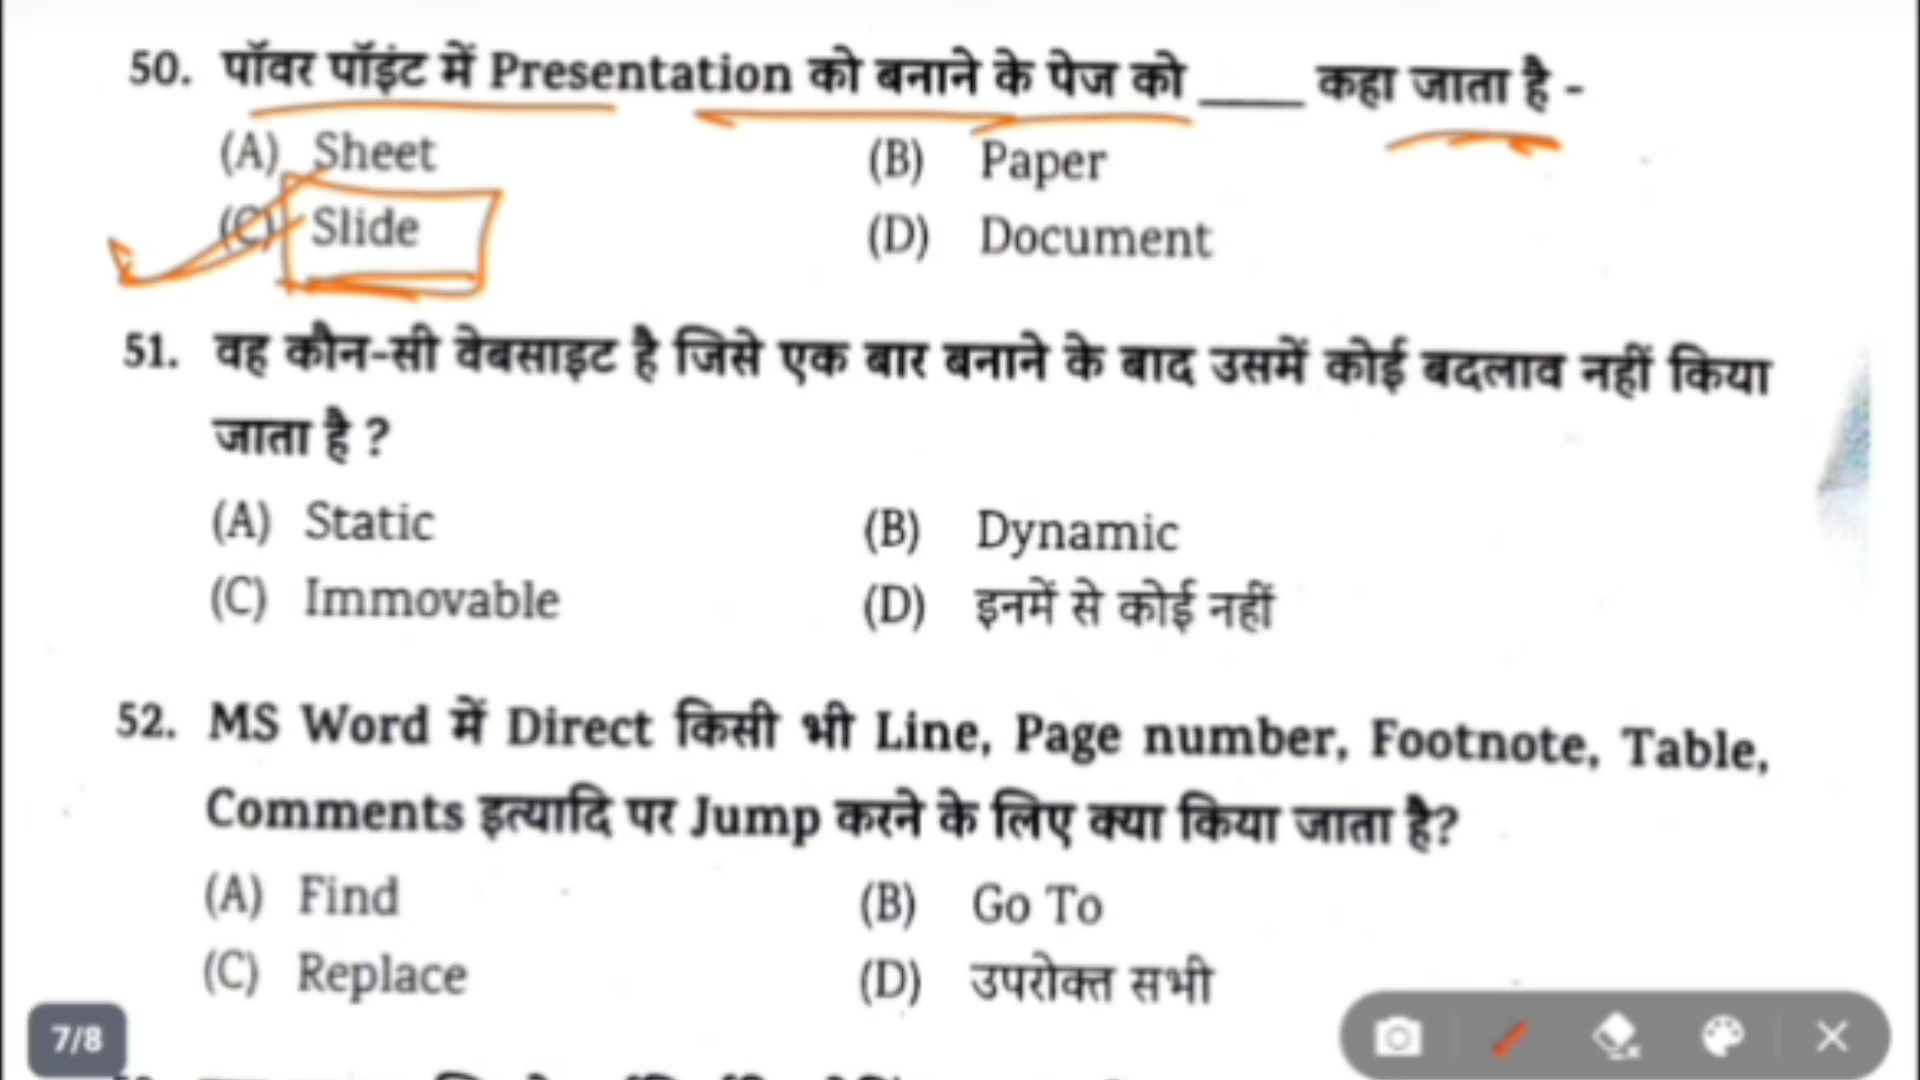 50. पॉवर पॉइंट में Presentation को बनाने के पेज को ____ कहा जाता है -
(A) Sheet (B) Paper
(C) Slide (D) Document
51. वह कौन-सी वेबसाइट है जिसे एक बार बनाने के बाद उसमें कोई बदलाव नहीं किया
जाता है ?
(A) Static (B) Dynamic
(C) Immovable (D) इनमें से कोई नहीं
52. MS Word में Direct किसी भी Line, Page number, Footnote, Table,
Comments इत्यादि पर Jump करने के लिए क्या किया जाता है?
(A) Find (B) Go To
(C) Replace (D) उपरोक्त सभी
7/8